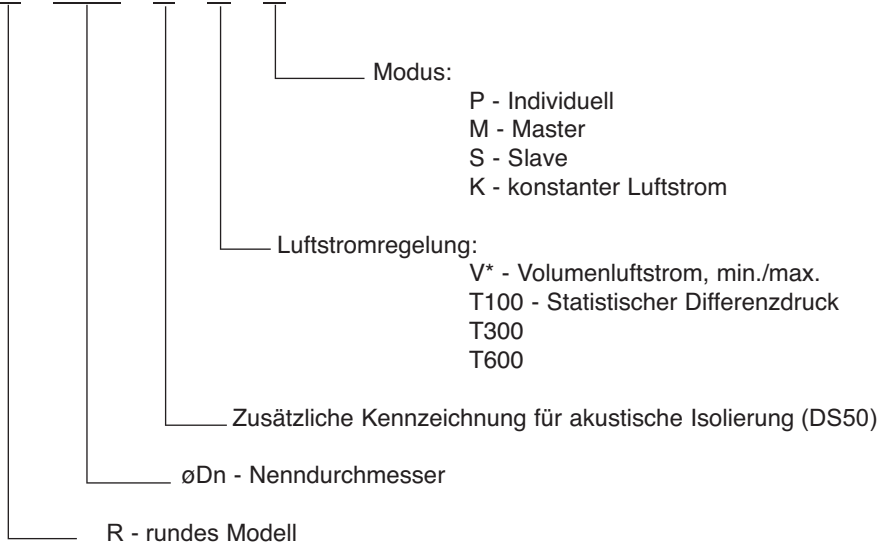 Modus:
P - Individuell
M - Master
S - Slave
K - konstanter Luftstrom
Luftstromregelung:
V* - Volumenluftstrom, min./max.
T100 - Statistischer Differenzdruck
T300
T600
Zusätzliche Kennzeichnung für akustische Isolierung (DS50)
øDn - Nenndurchmesser
R - rundes Modell